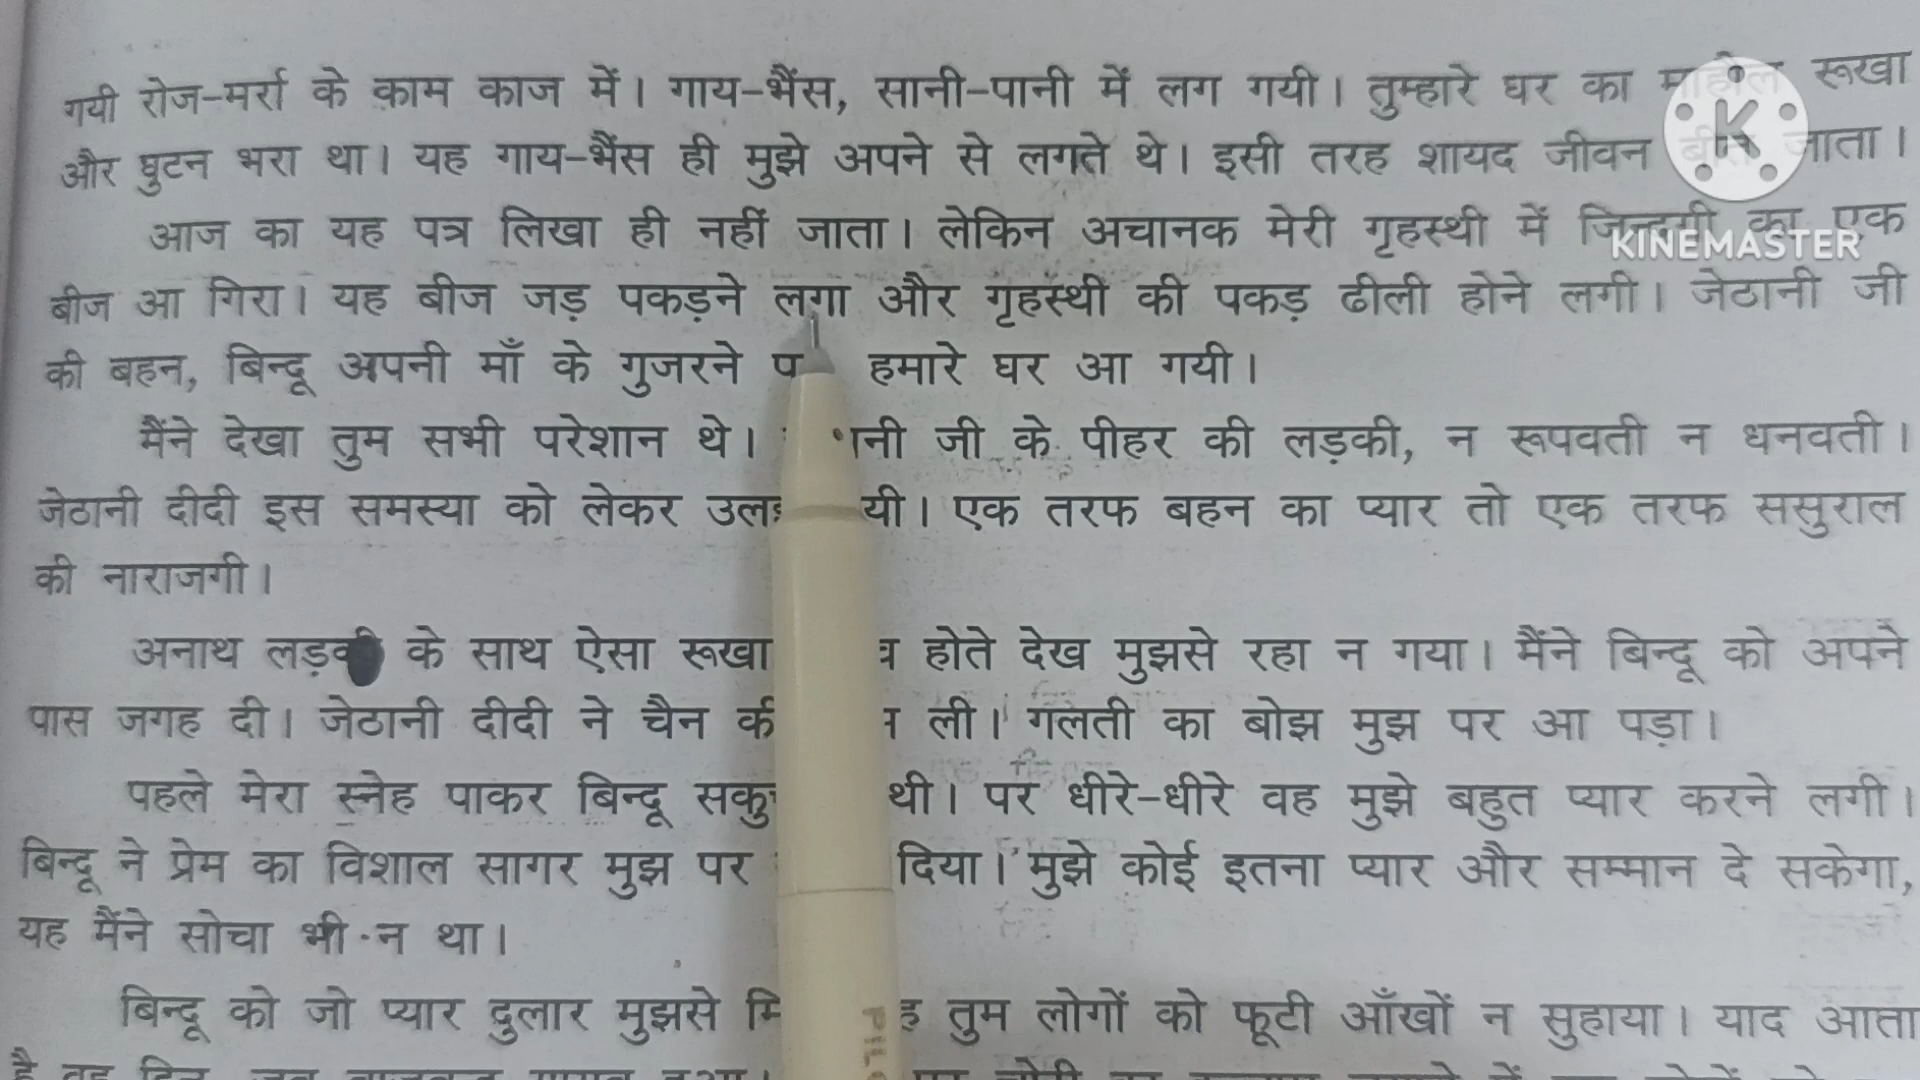 गयी रोज-मर्रा के काम काज में। गाय-भैंस, सानी-पानी में लग गयी। तुम्हारे घर का रूखा
और घुटन भरा था। यह गाय-भैंस ही मुझे अपने से लगते थे। इसी तरह शायद जीवन जाता।
आज का यह पत्र लिखा ही नहीं जाता। लेकिन अचानक मेरी गृहस्थी में जिन्दगी का एक
KINEMASTER
बीज आ गिरा। यह बीज जड़ पकड़ने लगा और गृहस्थी की पकड़ ढीली होने लगी। जेठानी जी
की बहन, बिन्दू अपनी माँ के गुजरने हमारे घर आ गयी।
मैंने देखा तुम सभी परेशान थे। जी के पीहर की लड़की, न रूपवती न धनवती।
जेठानी दीदी इस समस्या को लेकर एक तरफ बहन का प्यार तो एक तरफ ससुराल
की नाराजगी।
अनाथ के साथ ऐसा रूखा होते देख मुझसे रहा न गया। मैंने बिन्दू को अपने
पास जगह दी। जेठानी दीदी ने चैन ली। गलती का बोझ मुझ पर आ पड़ा।
पहले मेरा स्नेह पाकर बिन्दू थी। पर धीरे-धीरे वह मुझे बहुत प्यार करने लगी।
बिन्दू ने प्रेम का विशाल सागर मुझ पर दिया। मुझे कोई इतना प्यार और सम्मान दे सकेगा,
यह मैंने सोचा भी न था।
बिन्दू को जो प्यार दुलार मुझसे तुम लोगों को फूटी आँखों न सुहाया। याद आता